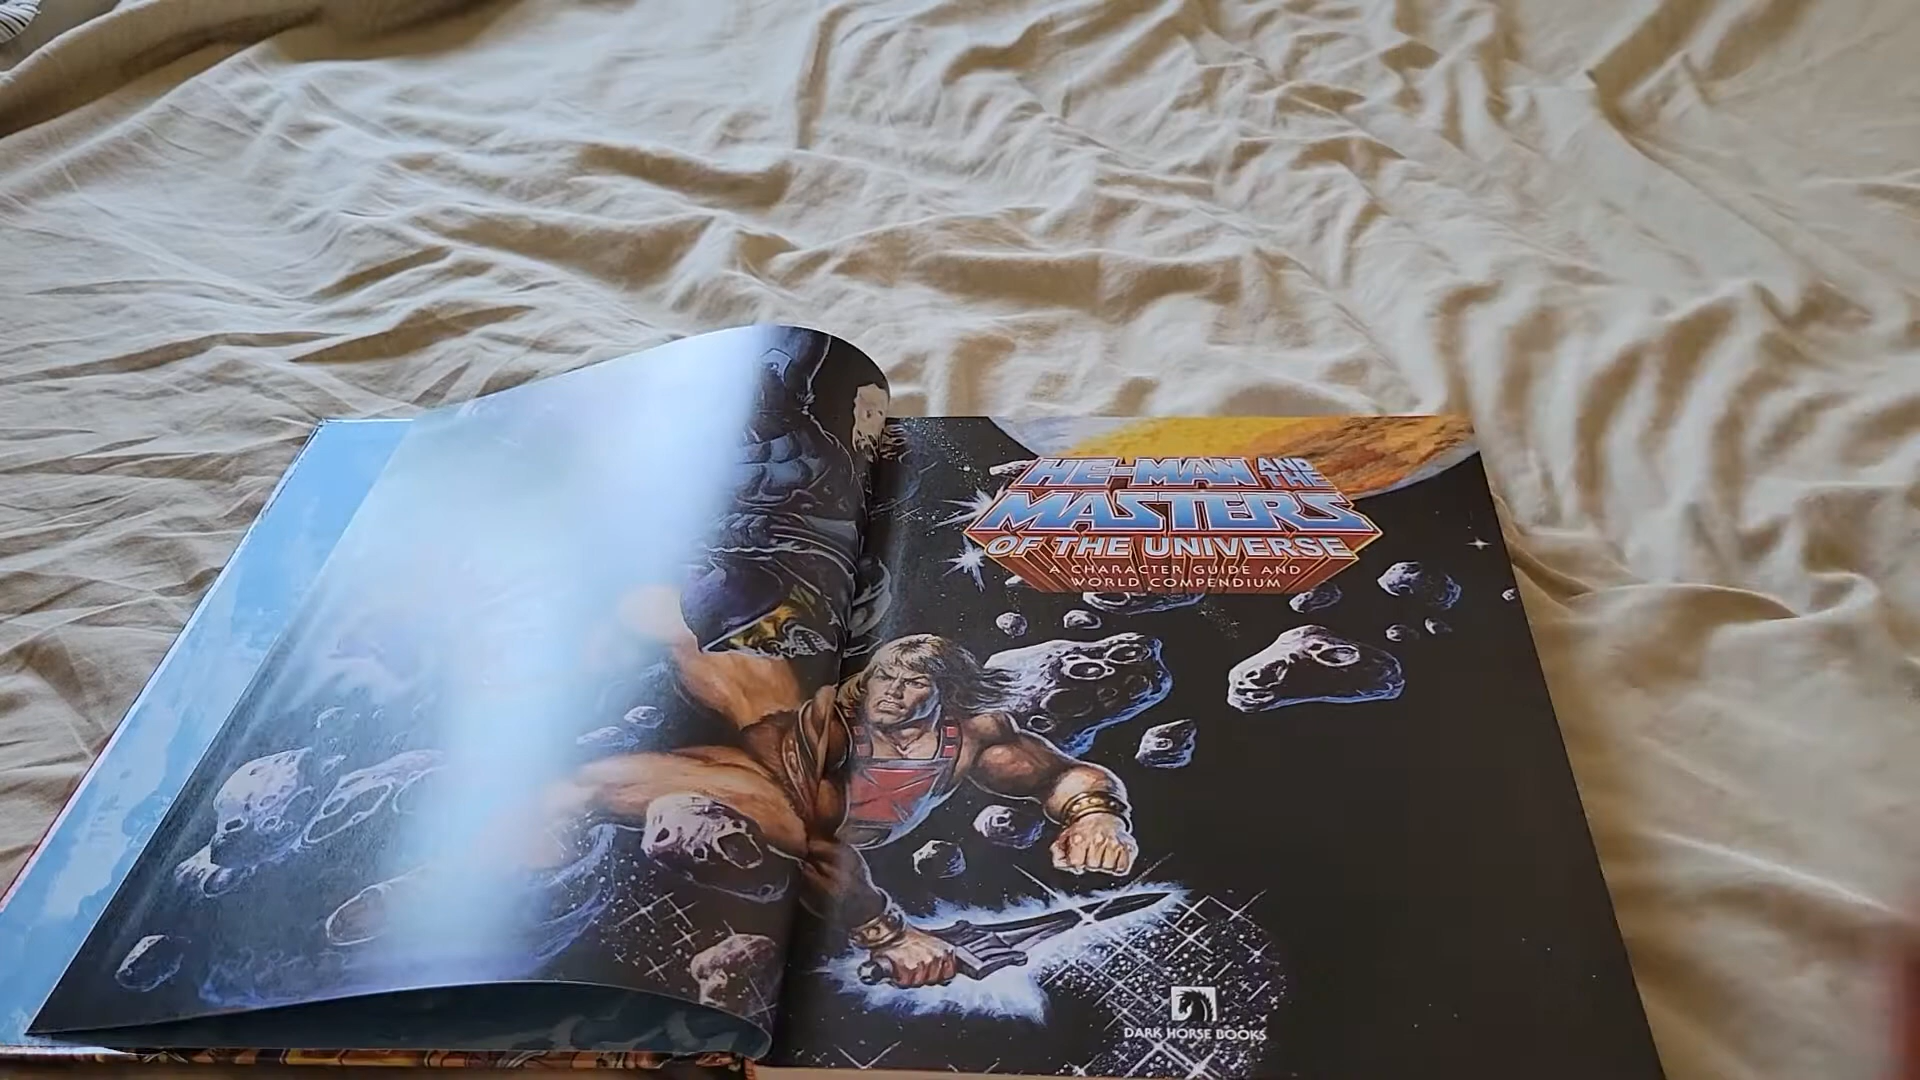 HE-MAN AND THE
MASTERS
OF THE UNIVERSE
A CHARACTER GUIDE AND
WORLD COMPENDIUM
DARK HORSE BOOKS